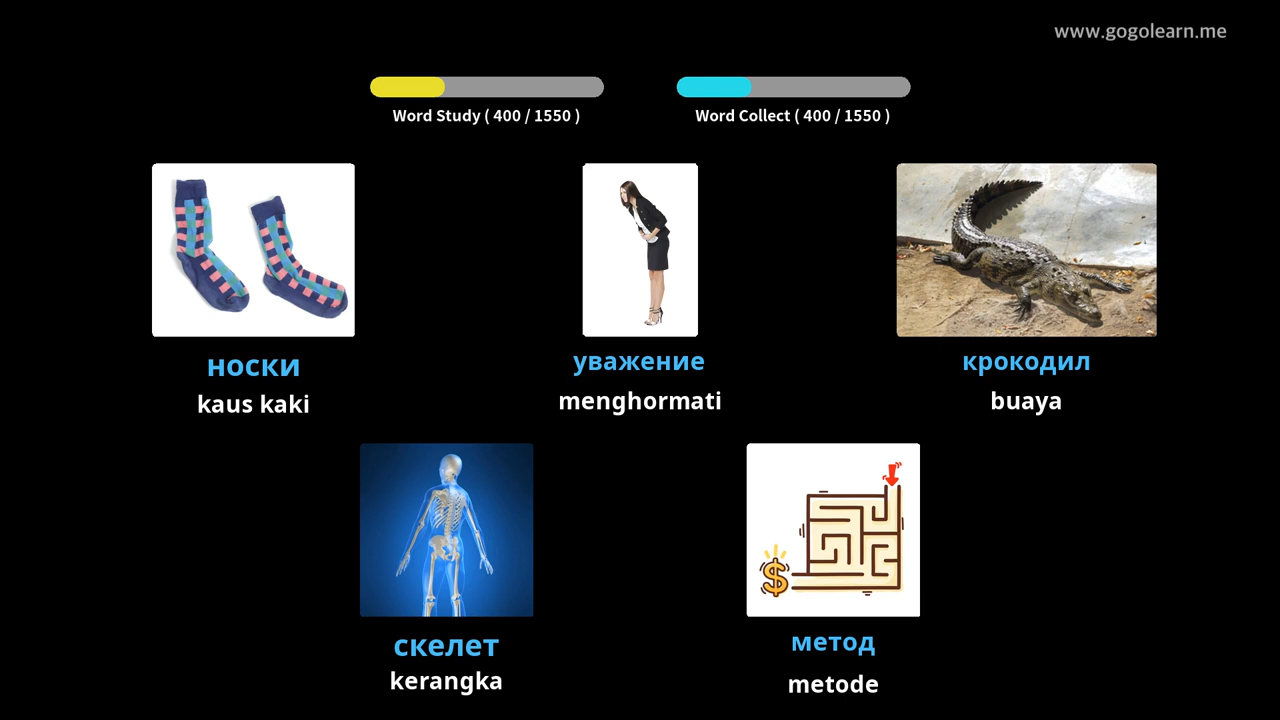 www.gogolearn.me
Word Study ( 400 / 1550 )
Word Collect ( 400 / 1550 )
носки
kaus kaki
уважение
menghormati
крокодил
buaya
скелет
kerangka
метод
metode